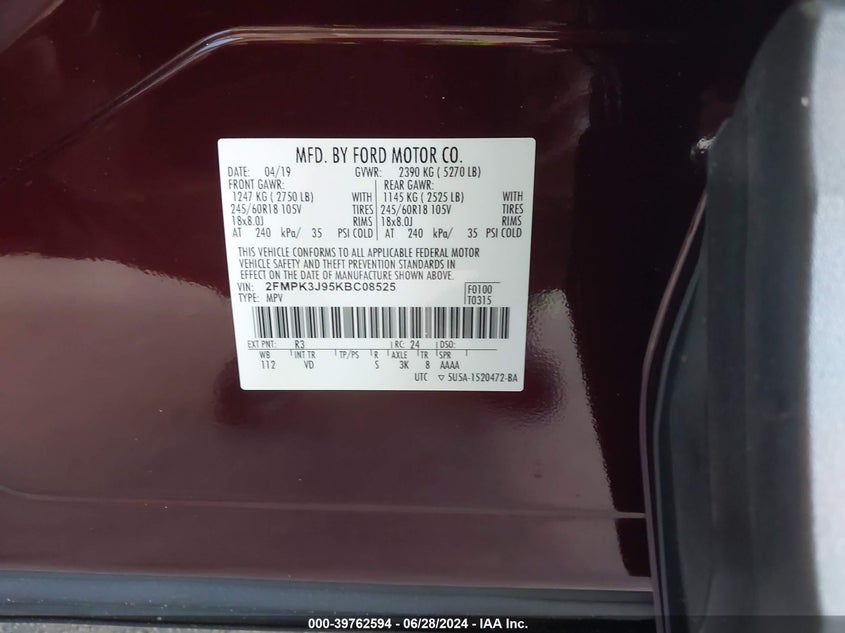 MFD. BY FORD MOTOR CO.
DATE: 04/19 GVWR: 2390 KG ( 5270 LB)
FRONT GAWR: REAR GAWR:
1247 KG ( 2750 LB) WITH 1145 KG ( 2525 LB) WITH
245/60R18 105V TIRES 245/60R18 105V TIRES
18x8.0J RIMS 18x8.0J RIMS
AT 240 kPa/ 35 PSI COLD AT 240 kPa/ 35 PSI COLD
THIS VEHICLE CONFORMS TO ALL APPLICABLE FEDERAL MOTOR
VEHICLE SAFETY AND THEFT PREVENTION STANDARDS IN
EFFECT ON THE DATE OF MANUFACTURE SHOWN ABOVE.
VIN: 2FMPK3J95KBC08525 F0100
TYPE: MPV T0315
EXT PNT: R3 RC: 24 DSO:
WB INT TR TP/PS R AXLE TR SPR
112 VD S 3K 8 AAAA
UTC ▽ 5U5A-1520472-BA
000-39762594 / 06/28/2024 / © IAA, Inc.